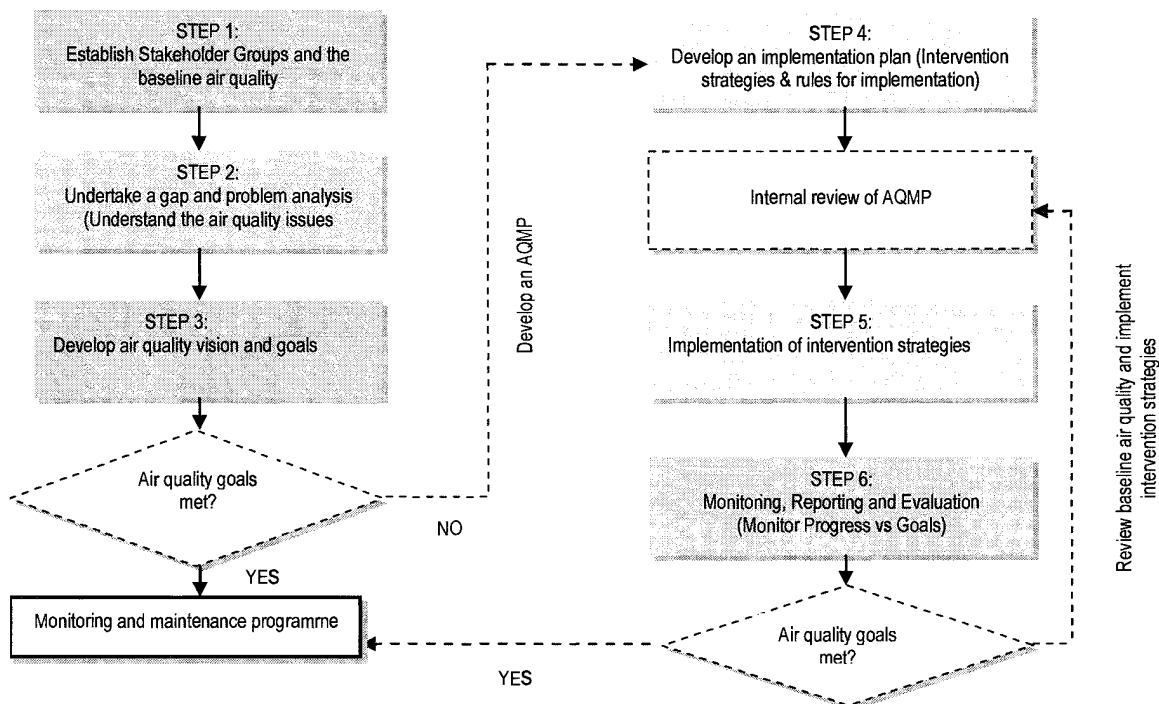 STEP 1:
Establish Stakeholder Groups and the
baseline air quality
STEP 2:
Undertake a gap and problem analysis
(Understand the air quality issues
STEP 3:
Develop air quality vision and goals
Air quality goals
met?
NO
YES
Monitoring and maintenance programme
Develop an AQMP
STEP 4:
Develop an implementation plan (Intervention
strategies & rules for implementation)
Internal review of AQMP
STEP 5:
Implementation of intervention strategies
STEP 6:
Monitoring, Reporting and Evaluation
(Monitor Progress vs Goals)
Air quality goals
met?
YES
Review baseline air quality and implement
intervention strategies